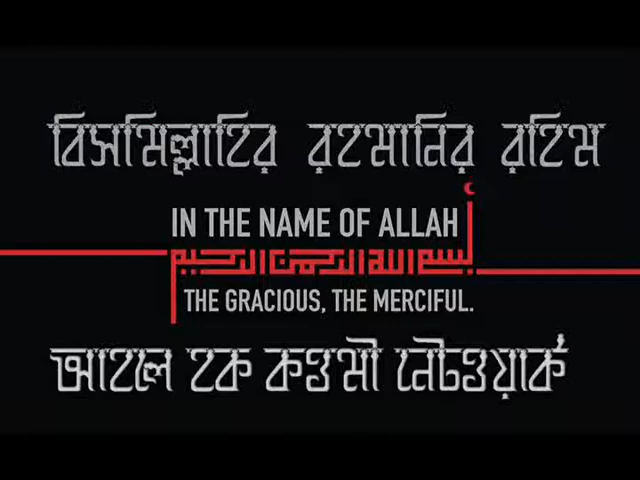 বিসমিল্লাহির রহমানির রহিম
IN THE NAME OF ALLAH
بسم الله الرحمن الرحيم
THE GRACIOUS, THE MERCIFUL.
আহলে হক কওমী নেটওয়ার্ক